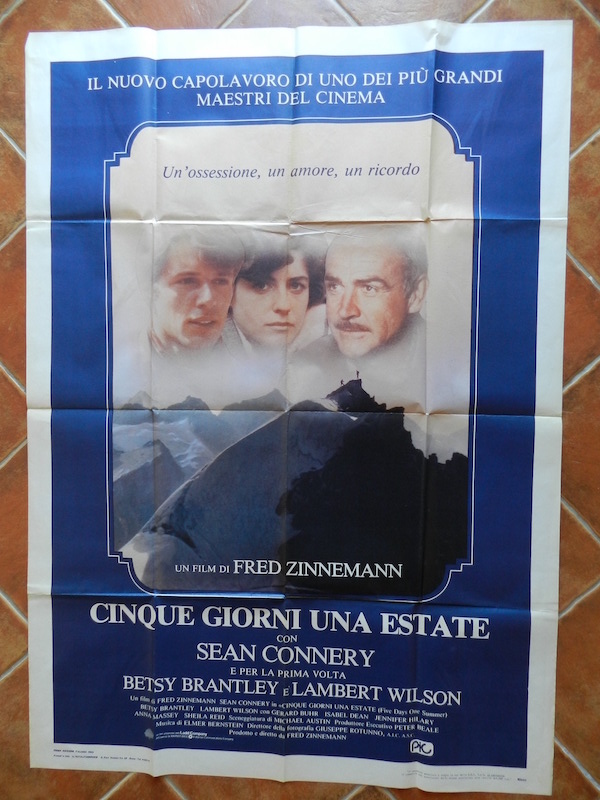 IL NUOVO CAPOLAVORO DI UNO DEI PIÙ GRANDI
MAESTRI DEL CINEMA
Un'ossessione, un amore, un ricordo
UN FILM DI FRED ZINNEMANN
CINQUE GIORNI UNA ESTATE
CON
SEAN CONNERY
E PER LA PRIMA VOLTA
BETSY BRANTLEY E LAMBERT WILSON
Un film di FRED ZINNEMANN SEAN CONNERY in «CINQUE GIORNI UNA ESTATE (Five Days One Summer)
BETSY BRANTLEY LAMBERT WILSON con GERARD BUHR ISABEL DEAN JENNIFER HILARY
ANNA MASSEY SHEILA REID Sceneggiatura di MICHAEL AUSTIN Produttore Esecutivo PETER BEALE
Musica di ELMER BERNSTEIN Direttore della fotografia GIUSEPPE ROTUNNO, A.I.C. A.S.C.
Prodotto e diretto da FRED ZINNEMANN
The Ladd Company
PIC